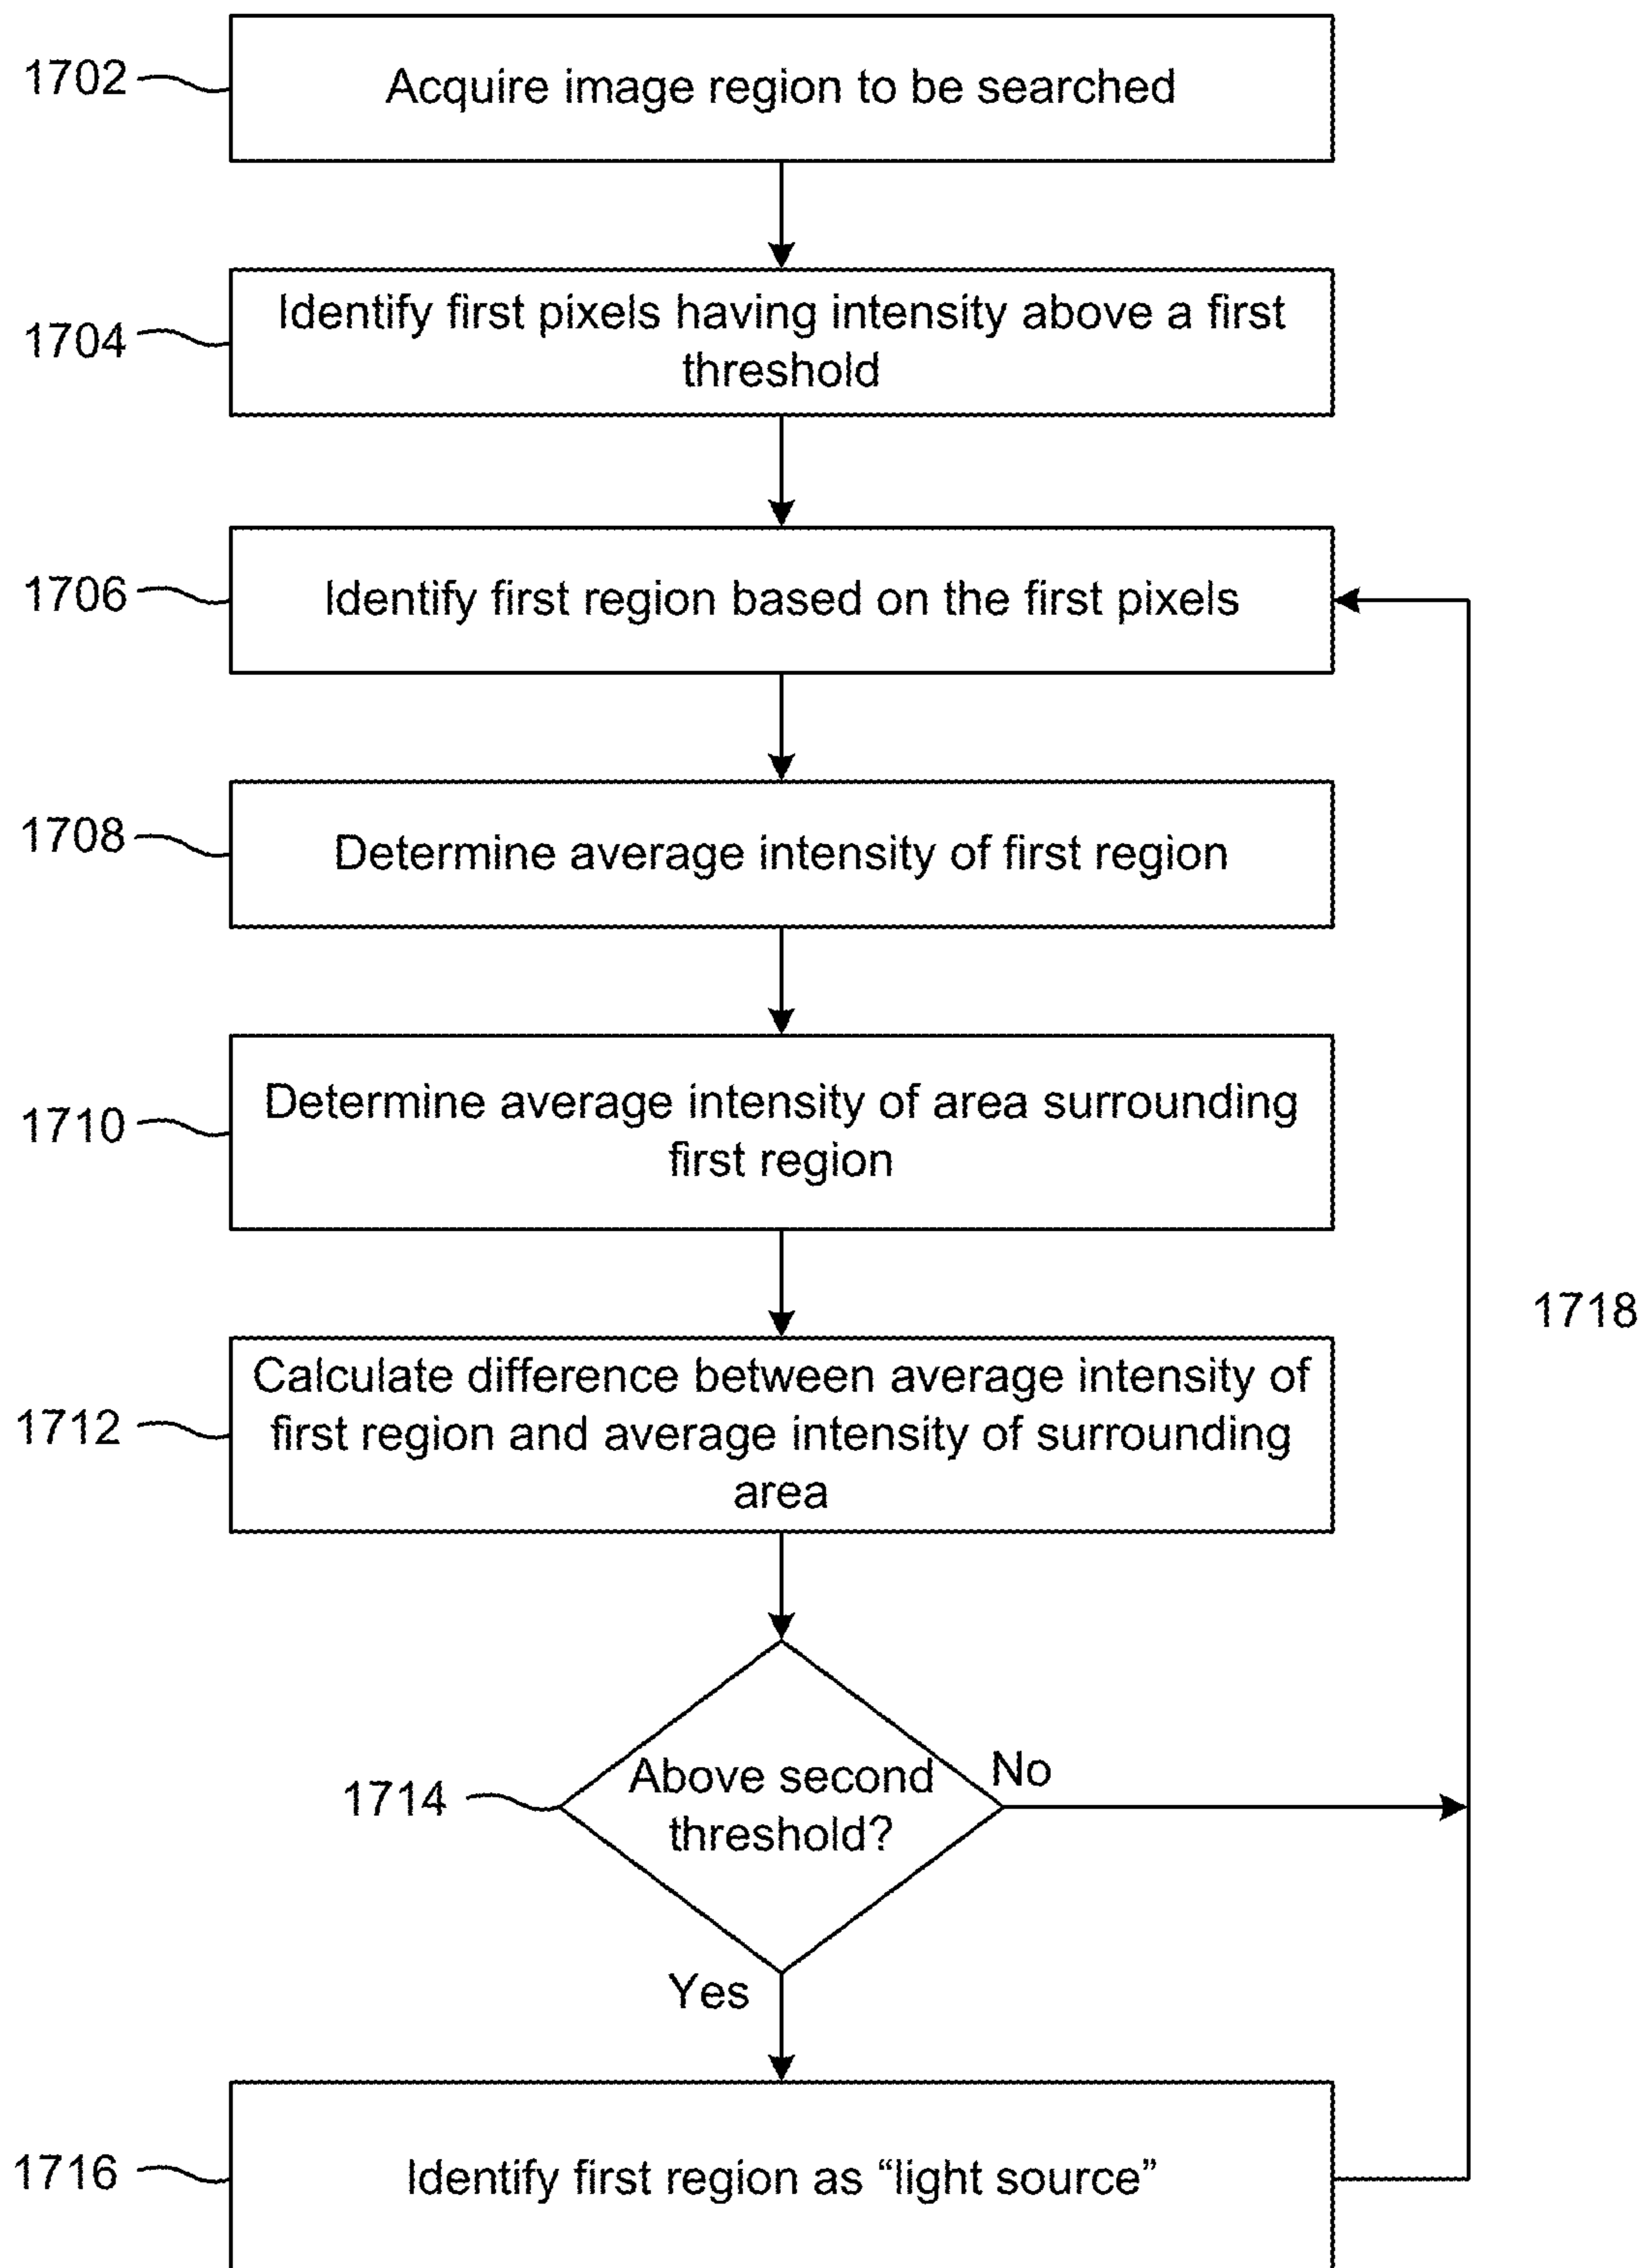 1702
Acquire image region to be searched
1704
Identify first pixels having intensity above a first
threshold
1706
Identify first region based on the first pixels
1708
Determine average intensity of first region
1710
Determine average intensity of area surrounding
first region
1718
1712
Calculate difference between average intensity of
first region and average intensity of surrounding
area
1714
Above second
threshold?
No
Yes
1716
Identify first region as “light source”